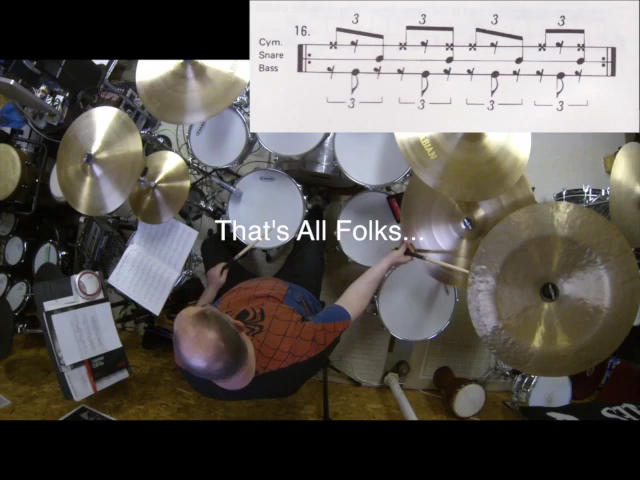 16.
3 3 3 3
Cym.
Snare
Bass
3 3 3 3
That's All Folks...